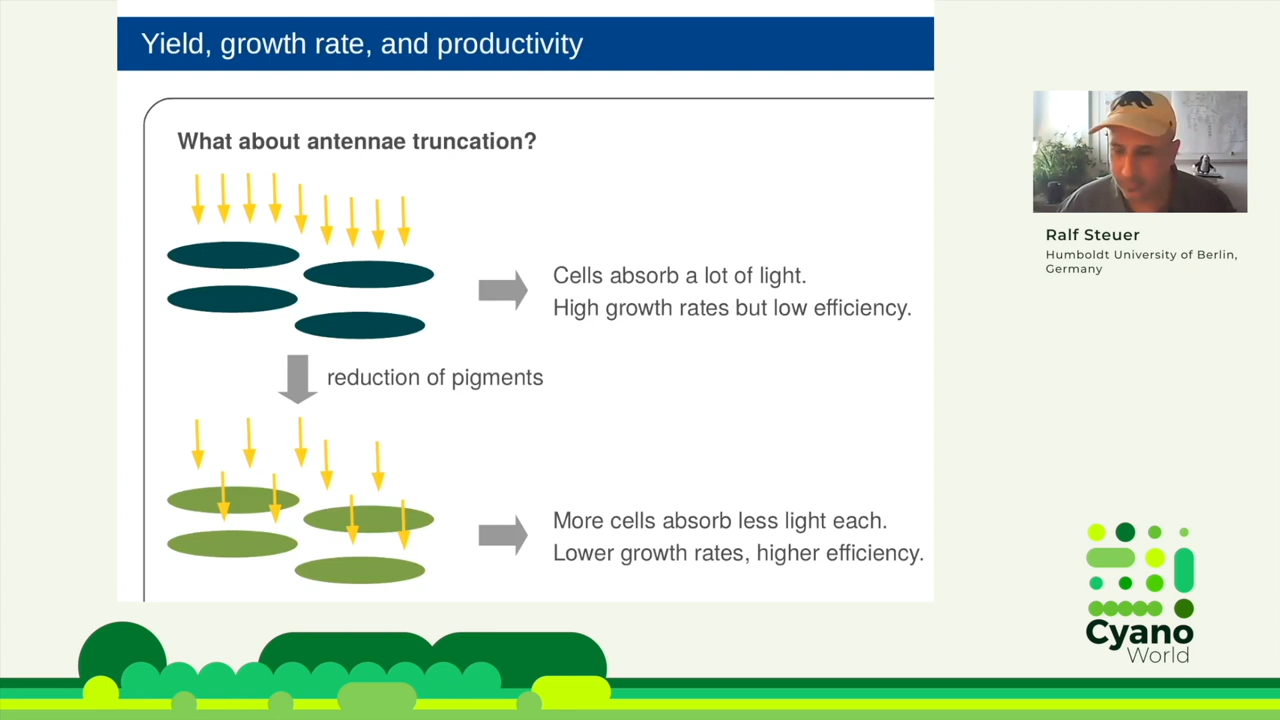 Yield, growth rate, and productivity
What about antennae truncation?
Cells absorb a lot of light.
High growth rates but low efficiency.
reduction of pigments
More cells absorb less light each.
Lower growth rates, higher efficiency.
Ralf Steuer
Humboldt University of Berlin,
Germany
Cyano
World